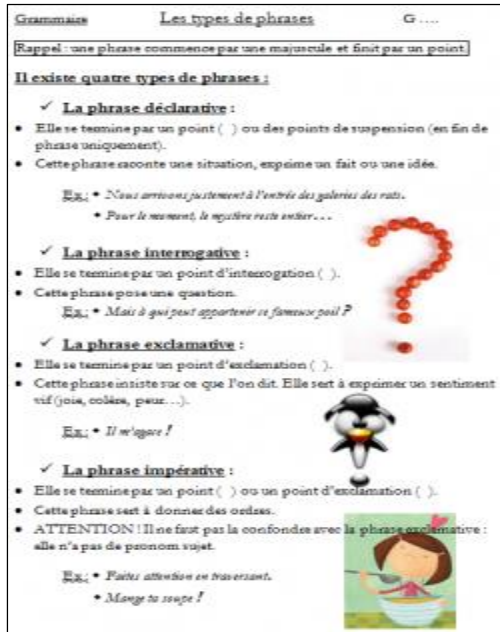 Grammaire Les types de phrases G ....
Rappel : une phrase commence par une majuscule et finit par un point.
Il existe quatre types de phrases :
✓ La phrase déclarative :
• Elle se termine par un point ( ) ou des points de suspension (en fin de
phrase uniquement).
• Cette phrase raconte une situation, exprime un fait ou une idée.
Ex : • Nous arrivons justement à l'entrée des galeries des rats.
• Pour le moment, le mystère reste entier…
✓ La phrase interrogative :
• Elle se termine par un point d'interrogation ( ).
• Cette phrase pose une question.
Ex : • Mais à qui peut appartenir se fameux poil ?
✓ La phrase exclamative :
• Elle se termine par un point d'exclamation ( ).
• Cette phrase insiste sur ce que l'on dit. Elle sert à exprimer un sentiment
vif (joie, colère, peur…).
Ex : • Il m'agace !
✓ La phrase impérative :
• Elle se termine par un point ( ) ou un point d'exclamation ( ).
• Cette phrase sert à donner des ordres.
• ATTENTION ! Il ne faut pas la confondre avec la phrase exclamative :
elle n'a pas de pronom sujet.
Ex : • Faites attention en traversant.
• Mange ta soupe !